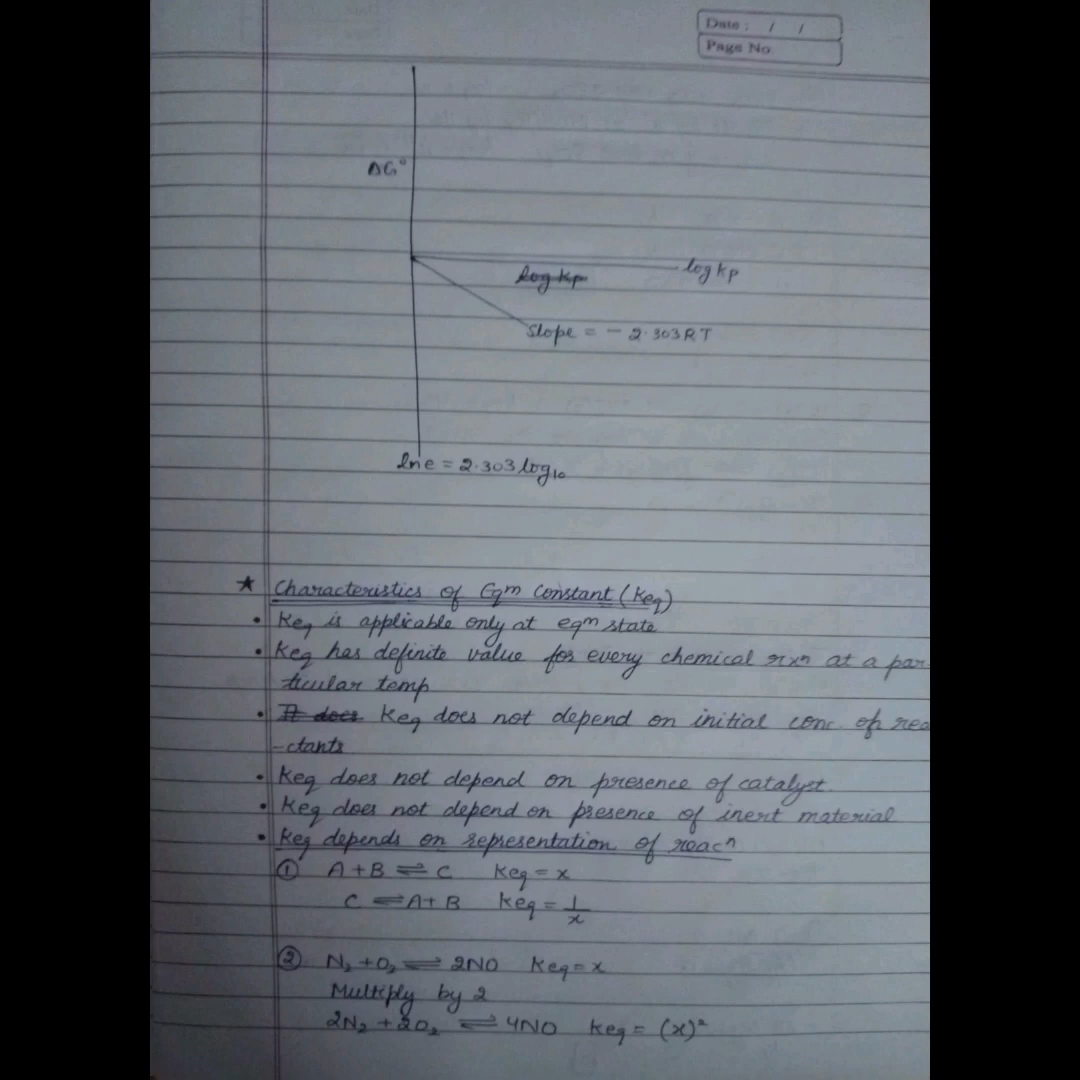 Date : / /
Page No
ΔG°
log Kp
log Kp
Slope = - 2.303RT
ln e = 2.303 log₁₀
★ Characteristics of Eqᵐ Constant (Keq)
• Keq is applicable only at eqᵐ state
• Keq has definite value for every chemical rxⁿ at a par
ticular temp
• It does Keq does not depend on initial conc. of rea
-ctants
• Keq does not depend on presence of catalyst.
• Keq does not depend on presence of inert material
• Keq depends on representation of reacⁿ
① A + B ⇌ C Keq = x
C ⇌ A + B Keq = 1/x
② N₂ + O₂ ⇌ 2NO Keq = x
Multiply by 2
2N₂ + 2O₂ ⇌ 4NO Keq = (x)²